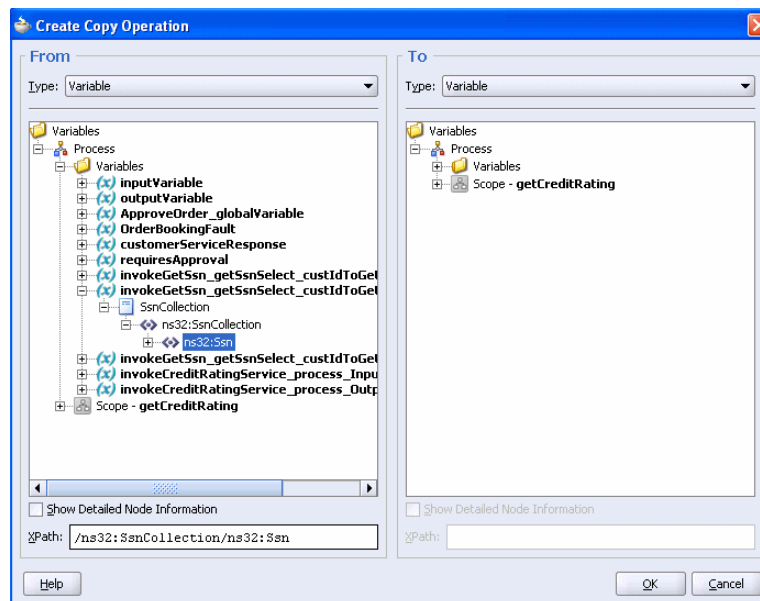 Create Copy Operation
From
Type: Variable
Variables
Process
Variables
inputVariable
outputVariable
ApproveOrder_globalVariable
OrderBookingFault
customerServiceResponse
requiresApproval
invokeGetSsn_getSsnSelect_custIdToGet
invokeGetSsn_getSsnSelect_custIdToGet
SsnCollection
ns32:SsnCollection
ns32:Ssn
invokeGetSsn_getSsnSelect_custIdToGet
invokeCreditRatingService_process_Inpu
invokeCreditRatingService_process_Outp
Scope - getCreditRating
Show Detailed Node Information
XPath: /ns32:SsnCollection/ns32:Ssn
To
Type: Variable
Variables
Process
Variables
Scope - getCreditRating
Show Detailed Node Information
XPath:
Help
OK
Cancel